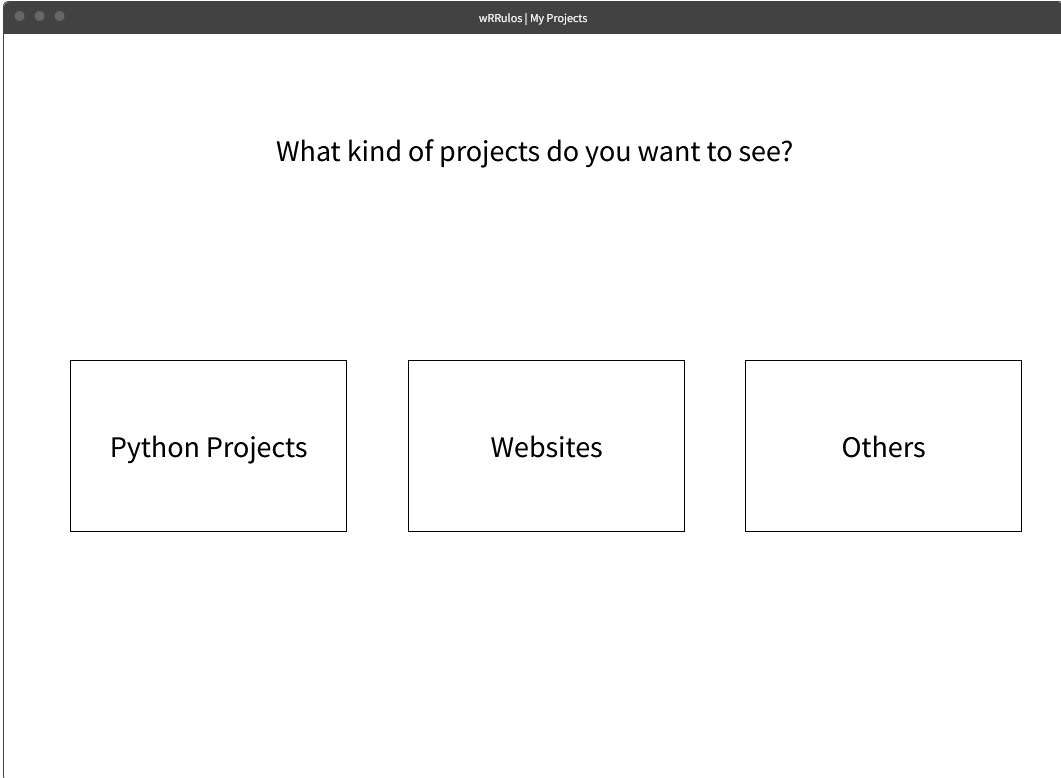 wRRulos | My Projects
What kind of projects do you want to see?
Python Projects
Websites
Others